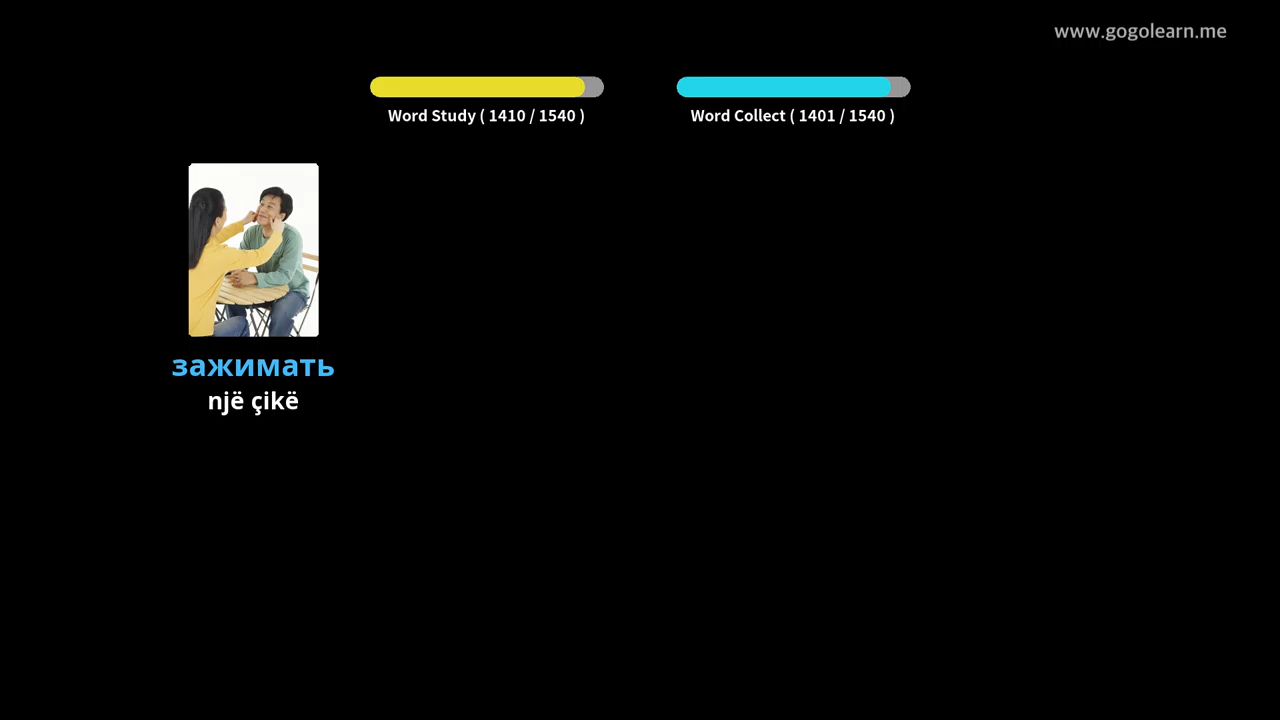 www.gogolearn.me
Word Study ( 1410 / 1540 )
Word Collect ( 1401 / 1540 )
зажимать
një çikë